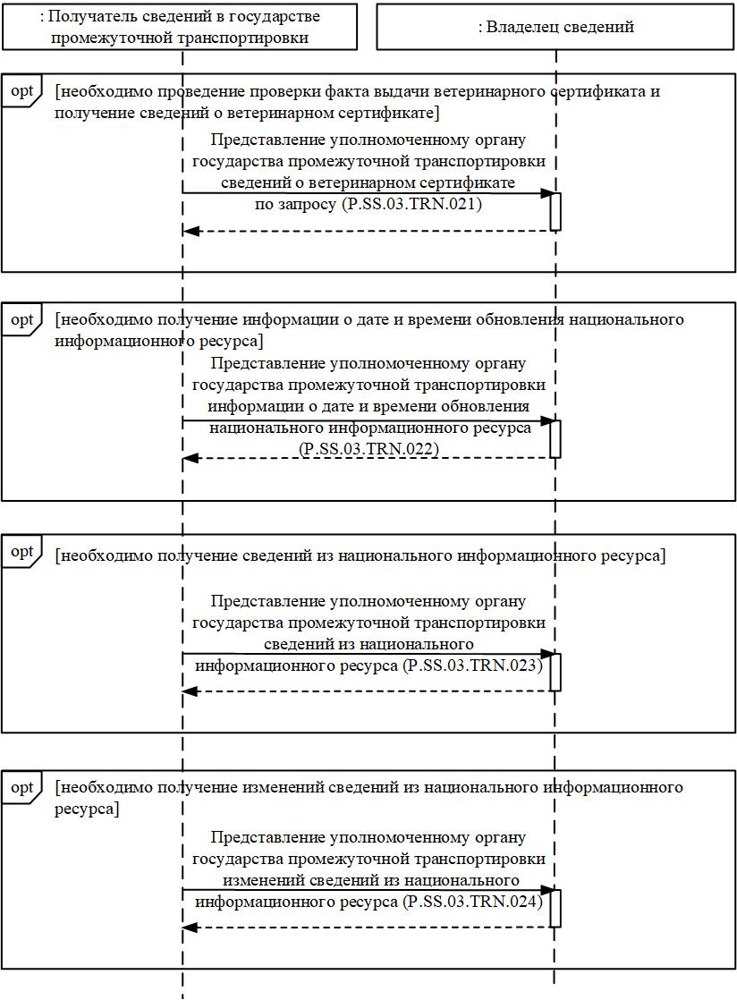 : Получатель сведений в государстве
промежуточной транспортировки
: Владелец сведений
opt
[необходимо проведение проверки факта выдачи ветеринарного сертификата и
получение сведений о ветеринарном сертификате]
Представление уполномоченному органу
государства промежуточной транспортировки
сведений о ветеринарном сертификате
по запросу (P.SS.03.TRN.021)
opt
[необходимо получение информации о дате и времени обновления национального
информационного ресурса]
Представление уполномоченному органу
государства промежуточной транспортировки
информации о дате и времени обновления
национального информационного ресурса
(P.SS.03.TRN.022)
opt
[необходимо получение сведений из национального информационного ресурса]
Представление уполномоченному органу
государства промежуточной транспортировки
сведений из национального
информационного ресурса (P.SS.03.TRN.023)
opt
[необходимо получение изменений сведений из национального информационного
ресурса]
Представление уполномоченному органу
государства промежуточной транспортировки
изменений сведений из национального
информационного ресурса (P.SS.03.TRN.024)